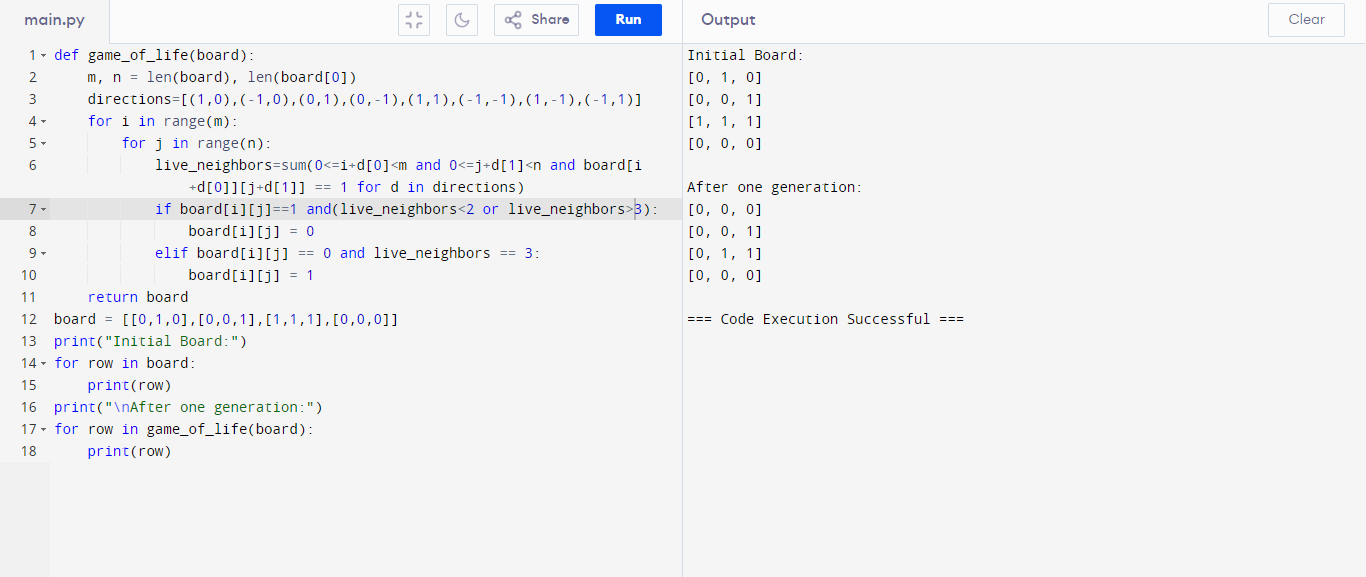 main.py
Share
Run
Output
Clear
1 def game_of_life(board):
2 m, n = len(board), len(board[0])
3 directions=[(1,0),(-1,0),(0,1),(0,-1),(1,1),(-1,-1),(1,-1),(-1,1)]
4 for i in range(m):
5 for j in range(n):
6 live_neighbors=sum(0<=i+d[0]<m and 0<=j+d[1]<n and board[i
+d[0]][j+d[1]] == 1 for d in directions)
7 if board[i][j]==1 and(live_neighbors<2 or live_neighbors>3):
8 board[i][j] = 0
9 elif board[i][j] == 0 and live_neighbors == 3:
10 board[i][j] = 1
11 return board
12 board = [[0,1,0],[0,0,1],[1,1,1],[0,0,0]]
13 print("Initial Board:")
14 for row in board:
15 print(row)
16 print("\nAfter one generation:")
17 for row in game_of_life(board):
18 print(row)
Initial Board:
[0, 1, 0]
[0, 0, 1]
[1, 1, 1]
[0, 0, 0]
After one generation:
[0, 0, 0]
[0, 0, 1]
[0, 1, 1]
[0, 0, 0]
=== Code Execution Successful ===